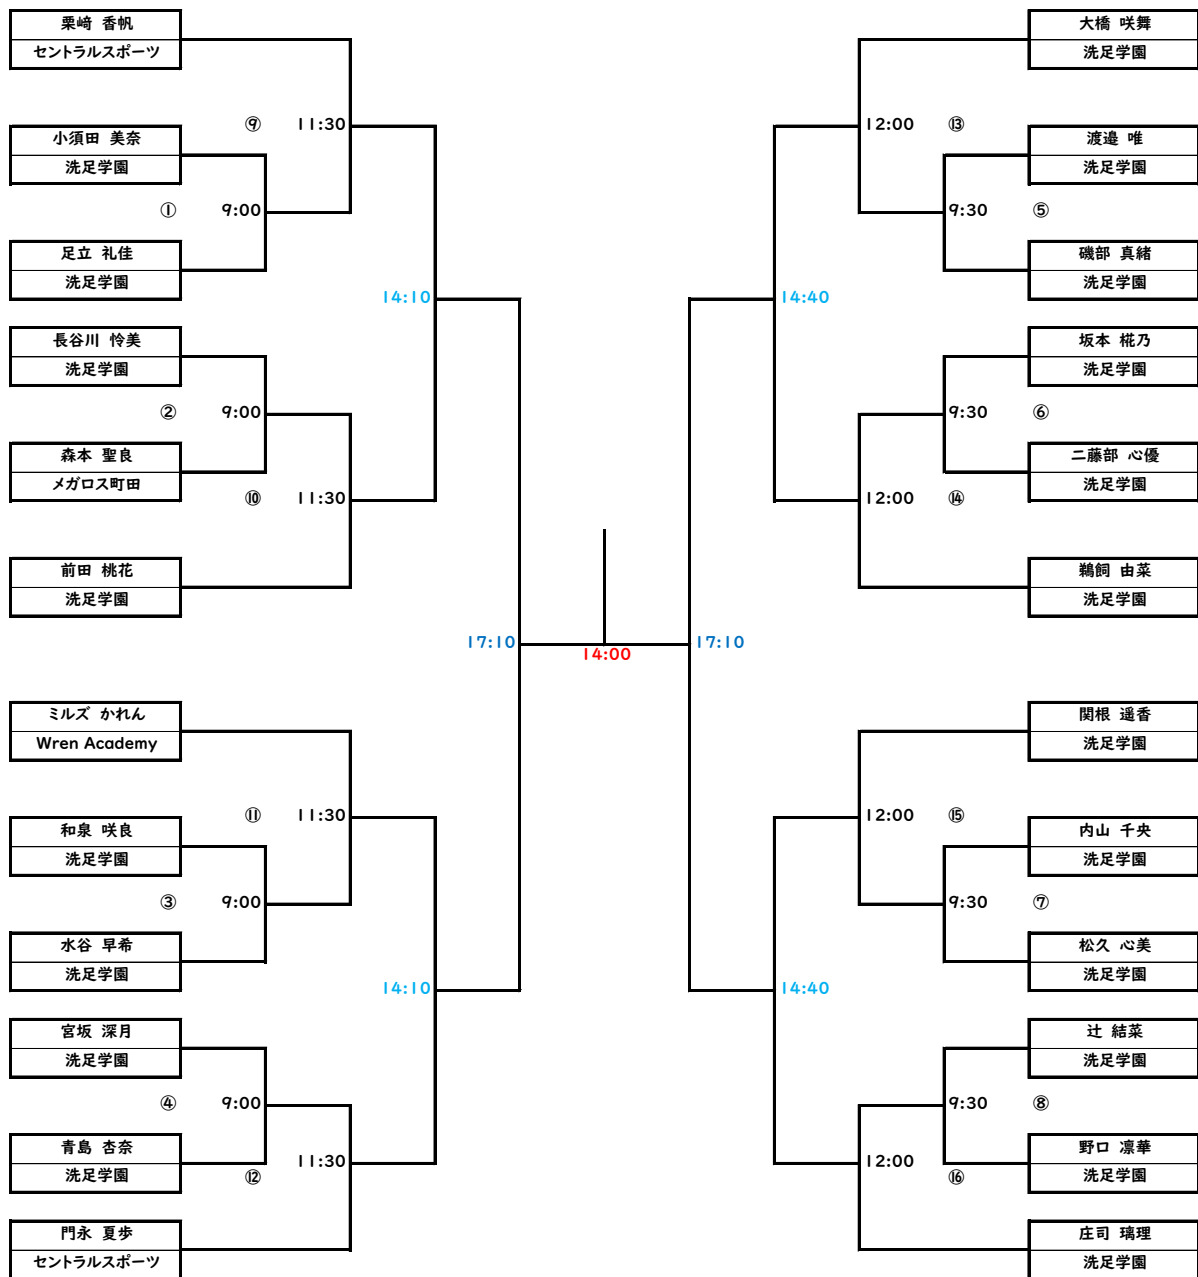 栗﨑 香帆
セントラルスポーツ
⑨ 11:30
小須田 美奈
洗足学園
① 9:00
足立 礼佳
洗足学園
14:10
長谷川 怜美
洗足学園
② 9:00
森本 聖良
メガロス町田
⑩ 11:30
前田 桃花
洗足学園
17:10
ミルズ かれん
Wren Academy
⑪ 11:30
和泉 咲良
洗足学園
③ 9:00
水谷 早希
洗足学園
14:10
宮坂 深月
洗足学園
④ 9:00
青島 杏奈
洗足学園
⑫ 11:30
門永 夏歩
セントラルスポーツ
14:00
大橋 咲舞
洗足学園
12:00 ⑬
渡邉 唯
洗足学園
9:30 ⑤
磯部 真緒
洗足学園
14:40
坂本 椛乃
洗足学園
9:30 ⑥
二藤部 心優
洗足学園
12:00 ⑭
鵜飼 由菜
洗足学園
17:10
関根 遥香
洗足学園
12:00 ⑮
内山 千央
洗足学園
9:30 ⑦
松久 心美
洗足学園
14:40
辻 結菜
洗足学園
9:30 ⑧
野口 凛華
洗足学園
12:00 ⑯
庄司 璃理
洗足学園